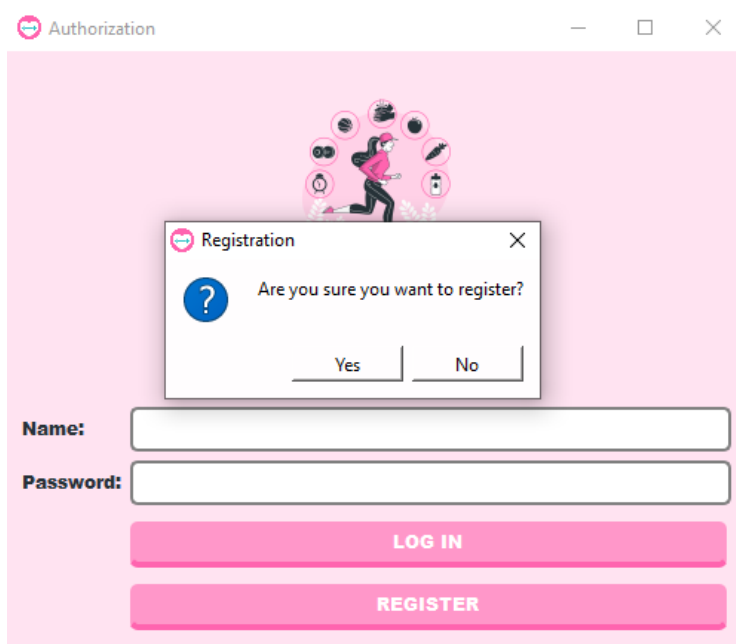 Authorization
Registration
Are you sure you want to register?
Yes No
Name:
Password:
LOG IN
REGISTER